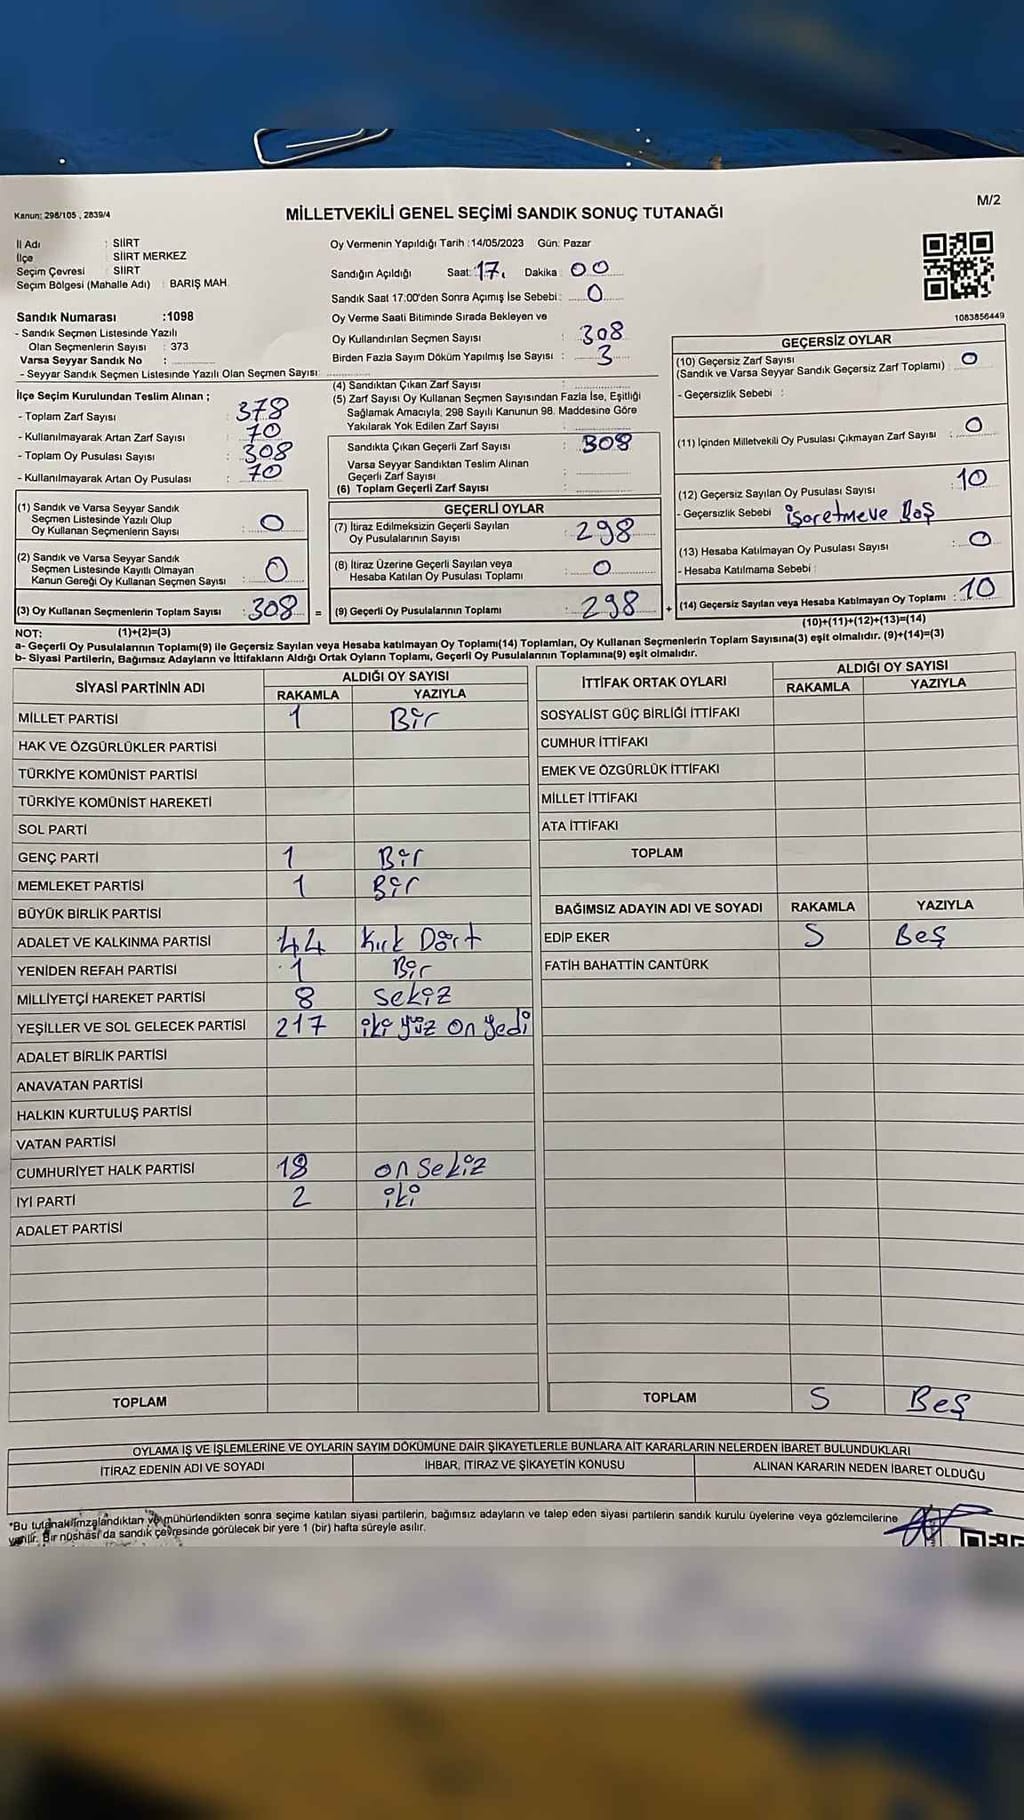 Kanun: 298/105 , 2839/4
MİLLETVEKİLİ GENEL SEÇİMİ SANDIK SONUÇ TUTANAĞI
M/2
İl Adı : SİİRT
İlçe SİİRT MERKEZ
Seçim Çevresi SİİRT
Seçim Bölgesi (Mahalle Adı) : BARIŞ MAH.
Sandık Numarası :1098
- Sandık Seçmen Listesinde Yazılı
Olan Seçmenlerin Sayısı : 373
Varsa Seyyar Sandık No :
- Seyyar Sandık Seçmen Listesinde Yazılı Olan Seçmen Sayısı:
Oy Vermenin Yapıldığı Tarih :14/05/2023 Gün: Pazar
Sandığın Açıldığı Saat: 17. Dakika : 00
Sandık Saat 17:00'den Sonra Açımış İse Sebebi: 0
Oy Verme Saati Bitiminde Sırada Bekleyen ve
Oy Kullandırılan Seçmen Sayısı : 308
Birden Fazla Sayım Döküm Yapılmış İse Sayısı : 3
1083856449
İlçe Seçim Kurulundan Teslim Alınan ;
- Toplam Zarf Sayısı : 378
- Kullanılmayarak Artan Zarf Sayısı : 70
- Toplam Oy Pusulası Sayısı : 308
- Kullanılmayarak Artan Oy Pusulası : 70
(4) Sandıktan Çıkan Zarf Sayısı :
(5) Zarf Sayısı Oy Kullanan Seçmen Sayısından Fazla İse, Eşitliği
Sağlamak Amacıyla, 298 Sayılı Kanunun 98. Maddesine Göre
Yakılarak Yok Edilen Zarf Sayısı :
Sandıkta Çıkan Geçerli Zarf Sayısı : 308
Varsa Seyyar Sandıktan Teslim Alınan
Geçerli Zarf Sayısı :
(6) Toplam Geçerli Zarf Sayısı :
GEÇERSİZ OYLAR
(10) Geçersiz Zarf Sayısı
(Sandık ve Varsa Seyyar Sandık Geçersiz Zarf Toplamı) : 0
- Geçersizlik Sebebi :
(11) İçinden Milletvekili Oy Pusulası Çıkmayan Zarf Sayısı : 0
(12) Geçersiz Sayılan Oy Pusulası Sayısı : 10
- Geçersizlik Sebebi işaretmeve Boş
(13) Hesaba Katılmayan Oy Pusulası Sayısı : 0
- Hesaba Katılmama Sebebi :
(14) Geçersiz Sayılan veya Hesaba Katılmayan Oy Toplamı : 10
(10)+(11)+(12)+(13)=(14)
(1) Sandık ve Varsa Seyyar Sandık
Seçmen Listesinde Yazılı Olup
Oy Kullanan Seçmenlerin Sayısı : 0
(2) Sandık ve Varsa Seyyar Sandık
Seçmen Listesinde Kayıtlı Olmayan
Kanun Gereği Oy Kullanan Seçmen Sayısı : 0
(3) Oy Kullanan Seçmenlerin Toplam Sayısı : 308 =
(1)+(2)=(3)
GEÇERLİ OYLAR
(7) İtiraz Edilmeksizin Geçerli Sayılan
Oy Pusulalarının Sayısı : 298
(8) İtiraz Üzerine Geçerli Sayılan veya
Hesaba Katılan Oy Pusulası Toplamı : 0
(9) Geçerli Oy Pusulalarının Toplamı : 298 +
NOT:
a- Geçerli Oy Pusulalarının Toplamı(9) ile Geçersiz Sayılan veya Hesaba katılmayan Oy Toplamı(14) Toplamları, Oy Kullanan Seçmenlerin Toplam Sayısına(3) eşit olmalıdır. (9)+(14)=(3)
b- Siyasi Partilerin, Bağımsız Adayların ve İttifakların Aldığı Ortak Oyların Toplamı, Geçerli Oy Pusulalarının Toplamına(9) eşit olmalıdır.
SİYASİ PARTİNİN ADI ALDIĞI OY SAYISI
RAKAMLA YAZIYLA
MİLLET PARTİSİ 1 Bir
HAK VE ÖZGÜRLÜKLER PARTİSİ
TÜRKİYE KOMÜNİST PARTİSİ
TÜRKİYE KOMÜNİST HAREKETİ
SOL PARTİ
GENÇ PARTİ 1 Bir
MEMLEKET PARTİSİ 1 Bir
BÜYÜK BİRLİK PARTİSİ
ADALET VE KALKINMA PARTİSİ 44 Kırk Dört
YENİDEN REFAH PARTİSİ 1 Bir
MİLLİYETÇİ HAREKET PARTİSİ 8 Sekiz
YEŞİLLER VE SOL GELECEK PARTİSİ 217 iki yüz on yedi
ADALET BİRLİK PARTİSİ
ANAVATAN PARTİSİ
HALKIN KURTULUŞ PARTİSİ
VATAN PARTİSİ
CUMHURİYET HALK PARTİSİ 18 on Sekiz
İYİ PARTİ 2 iki
ADALET PARTİSİ
TOPLAM
İTTİFAK ORTAK OYLARI ALDIĞI OY SAYISI
RAKAMLA YAZIYLA
SOSYALİST GÜÇ BİRLİĞİ İTTİFAKI
CUMHUR İTTİFAKI
EMEK VE ÖZGÜRLÜK İTTİFAKI
MİLLET İTTİFAKI
ATA İTTİFAKI
TOPLAM
BAĞIMSIZ ADAYIN ADI VE SOYADI RAKAMLA YAZIYLA
EDİP EKER 5 Beş
FATİH BAHATTİN CANTÜRK
TOPLAM 5 Beş
OYLAMA İŞ VE İŞLEMLERİNE VE OYLARIN SAYIM DÖKÜMÜNE DAİR ŞİKAYETLERLE BUNLARA AİT KARARLARIN NELERDEN İBARET BULUNDUKLARI
İTİRAZ EDENİN ADI VE SOYADI İHBAR, İTİRAZ VE ŞİKAYETİN KONUSU ALINAN KARARIN NEDEN İBARET OLDUĞU
*Bu tutanak imzalandıktan ve mühürlendikten sonra seçime katılan siyasi partilerin, bağımsız adayların ve talep eden siyasi partilerin sandık kurulu üyelerine veya gözlemcilerine
verilir. Bir nüshası da sandık çevresinde görülecek bir yere 1 (bir) hafta süreyle asılır.